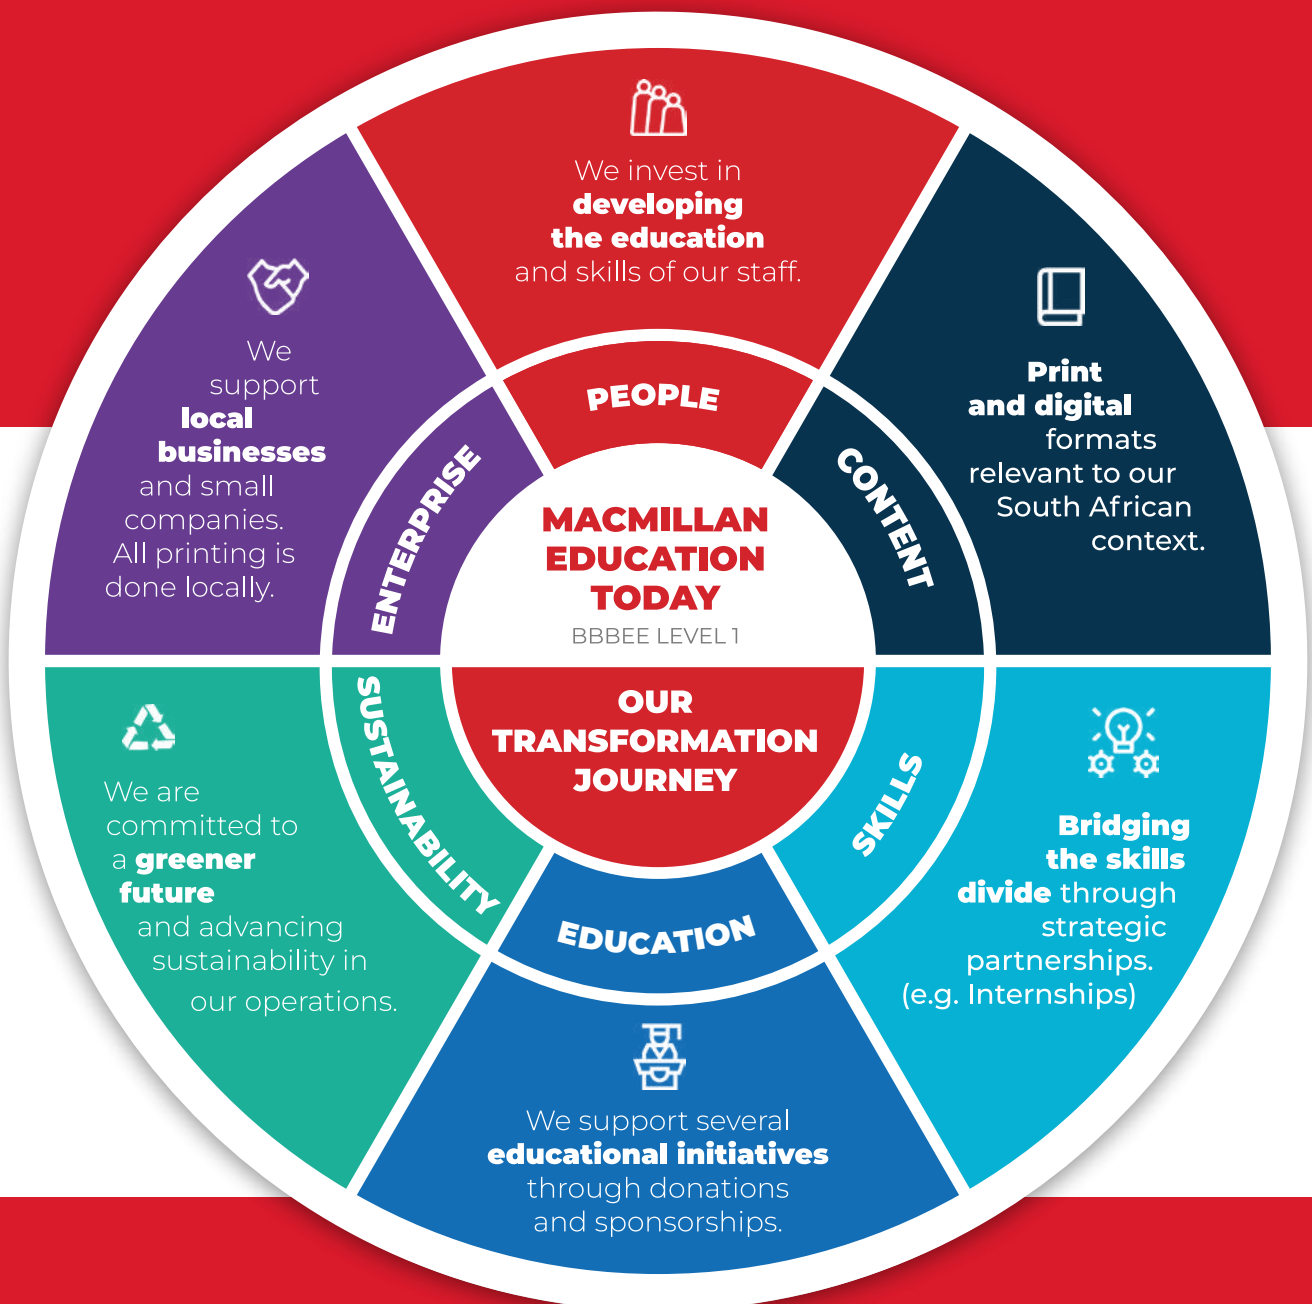 We invest in
developing
the education
and skills of our staff.
PEOPLE
Print
and digital
formats
relevant to our
South African
context.
CONTENT
Bridging
the skills
divide through
strategic
partnerships.
(e.g. Internships)
SKILLS
EDUCATION
We support several
educational initiatives
through donations
and sponsorships.
SUSTAINABILITY
We are
committed to
a greener
future
and advancing
sustainability in
our operations.
ENTERPRISE
We
support
local
businesses
and small
companies.
All printing is
done locally.
MACMILLAN
EDUCATION
TODAY
BBBEE LEVEL 1
OUR
TRANSFORMATION
JOURNEY